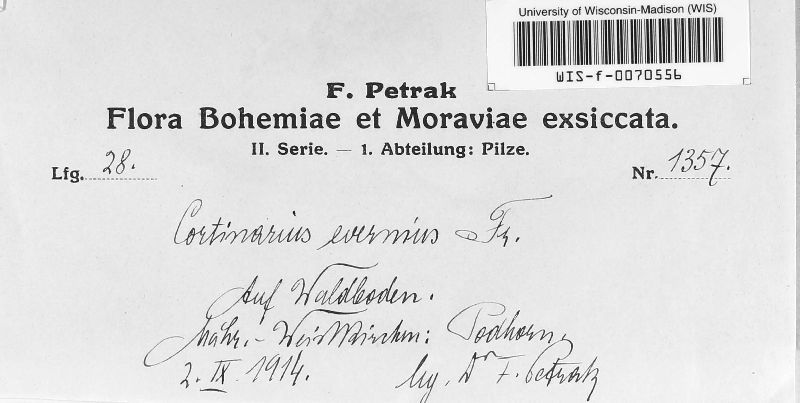 University of Wisconsin-Madison (WIS)
WIS-f-0070556
F. Petrak
Flora Bohemiae et Moraviae exsiccata.
II. Serie. — 1. Abteilung: Pilze.
Lfg. 28. Nr. 1357.
Cortinarius evernius Fr.
Auf Waldboden.
Mähr.-Weisskirchen: Podhorn,
2. IX. 1914. lg. Dr F. Petrak